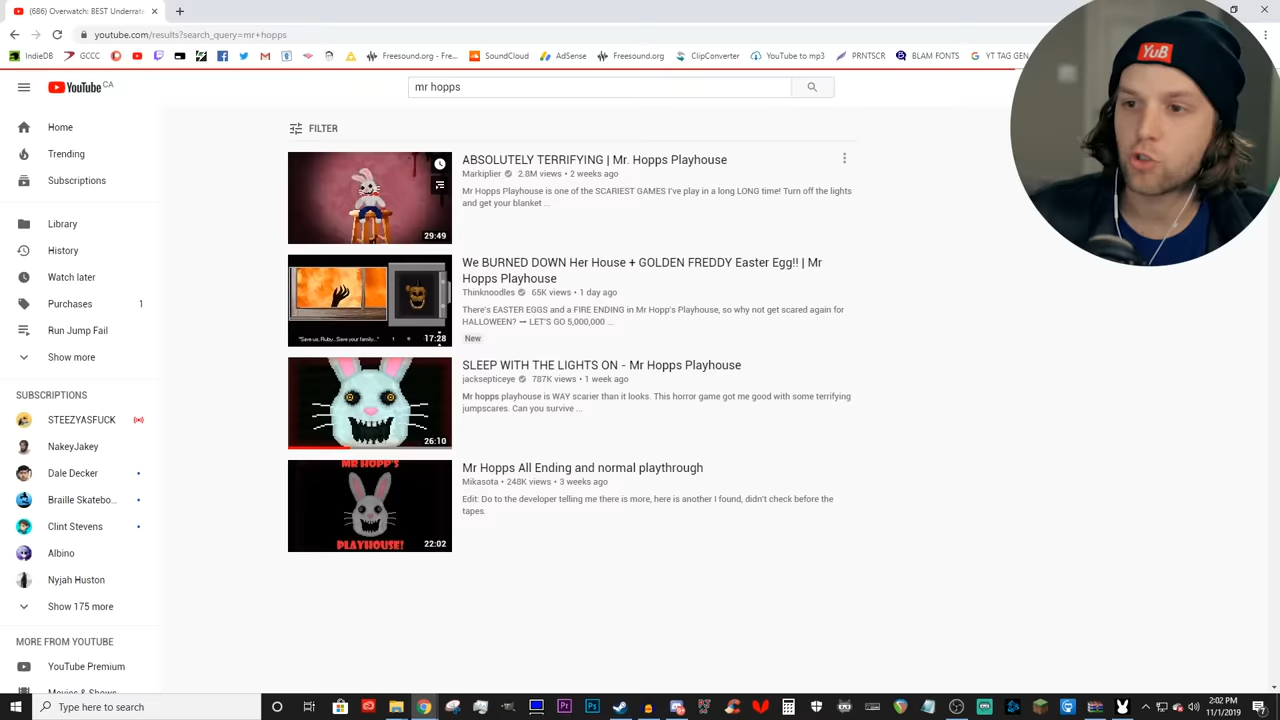 (686) Overwatch: BEST Underrate
youtube.com/results?search_query=mr+hopps
IndieDB
GCCC
Freesound.org - Fre...
SoundCloud
AdSense
Freesound.org
ClipConverter
YouTube to mp3
PRNTSCR
BLAM FONTS
YT TAG GEN
YouTube CA
mr hopps
YuB
Home
Trending
Subscriptions
Library
History
Watch later
Purchases 1
Run Jump Fail
Show more
SUBSCRIPTIONS
STEEZYASFUCK
NakeyJakey
Dale Decker
Braille Skatebo...
Clint Stevens
Albino
Nyjah Huston
Show 175 more
MORE FROM YOUTUBE
YouTube Premium
Movies & Shows
FILTER
29:49
ABSOLUTELY TERRIFYING | Mr. Hopps Playhouse
Markiplier 2.8M views • 2 weeks ago
Mr Hopps Playhouse is one of the SCARIEST GAMES I've play in a long LONG time! Turn off the lights
and get your blanket ...
"Save us, Ruby...Save your family..."
17:28
We BURNED DOWN Her House + GOLDEN FREDDY Easter Egg!! | Mr
Hopps Playhouse
Thinknoodles 65K views • 1 day ago
There's EASTER EGGS and a FIRE ENDING in Mr Hopp's Playhouse, so why not get scared again for
HALLOWEEN? ➞ LET'S GO 5,000,000 ...
New
26:10
SLEEP WITH THE LIGHTS ON - Mr Hopps Playhouse
jacksepticeye 787K views • 1 week ago
Mr hopps playhouse is WAY scarier than it looks. This horror game got me good with some terrifying
jumpscares. Can you survive ...
MR HOPP'S
PLAYHOUSE!
22:02
Mr Hopps All Ending and normal playthrough
Mikasota • 248K views • 3 weeks ago
Edit: Do to the developer telling me there is more, here is another I found, didn't check before the
tapes.
Type here to search
2:02 PM
11/1/2019